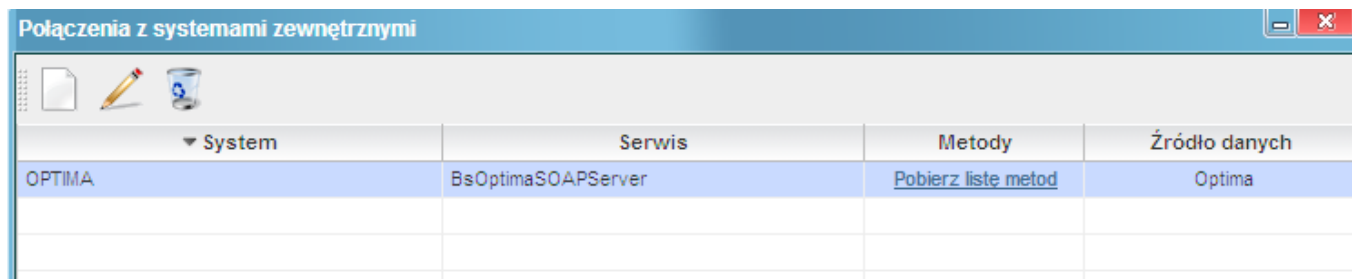 Połączenia z systemami zewnętrznymi
System Serwis Metody Źródło danych
OPTIMA BsOptimaSOAPServer Pobierz listę metod Optima